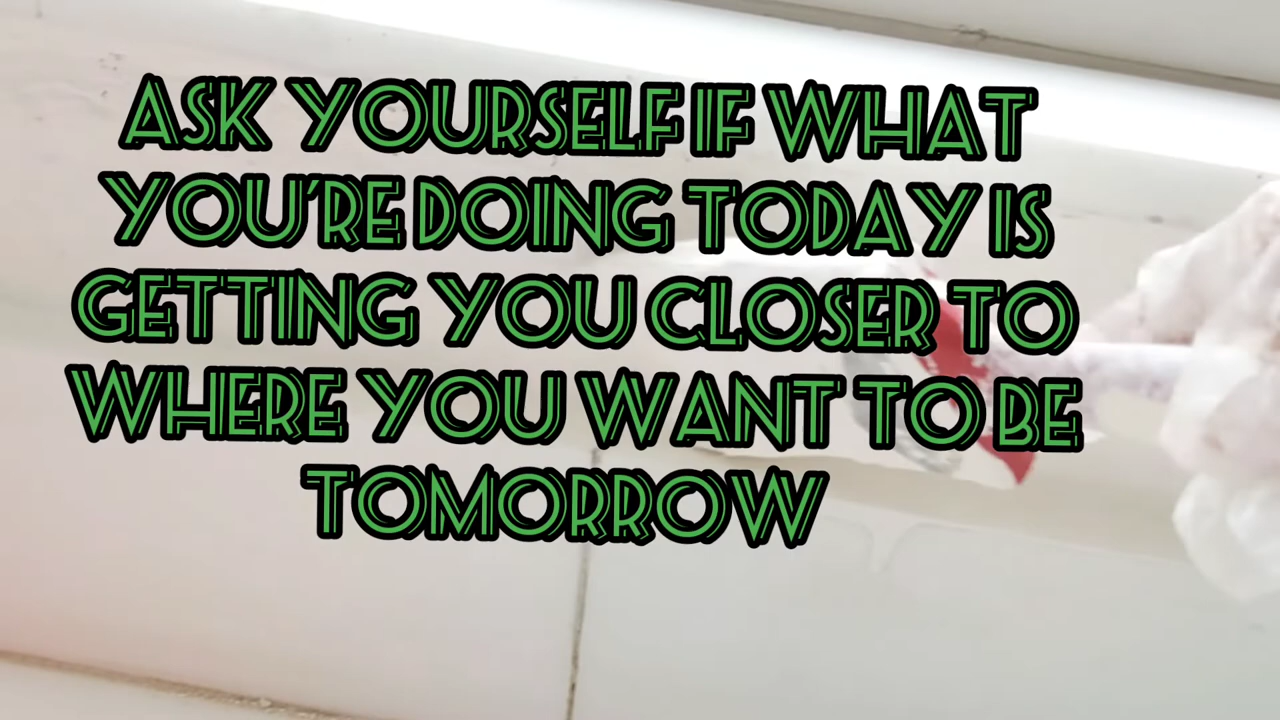 ASK YOURSELF IF WHAT
YOU'RE DOING TODAY IS
GETTING YOU CLOSER TO
WHERE YOU WANT TO BE
TOMORROW